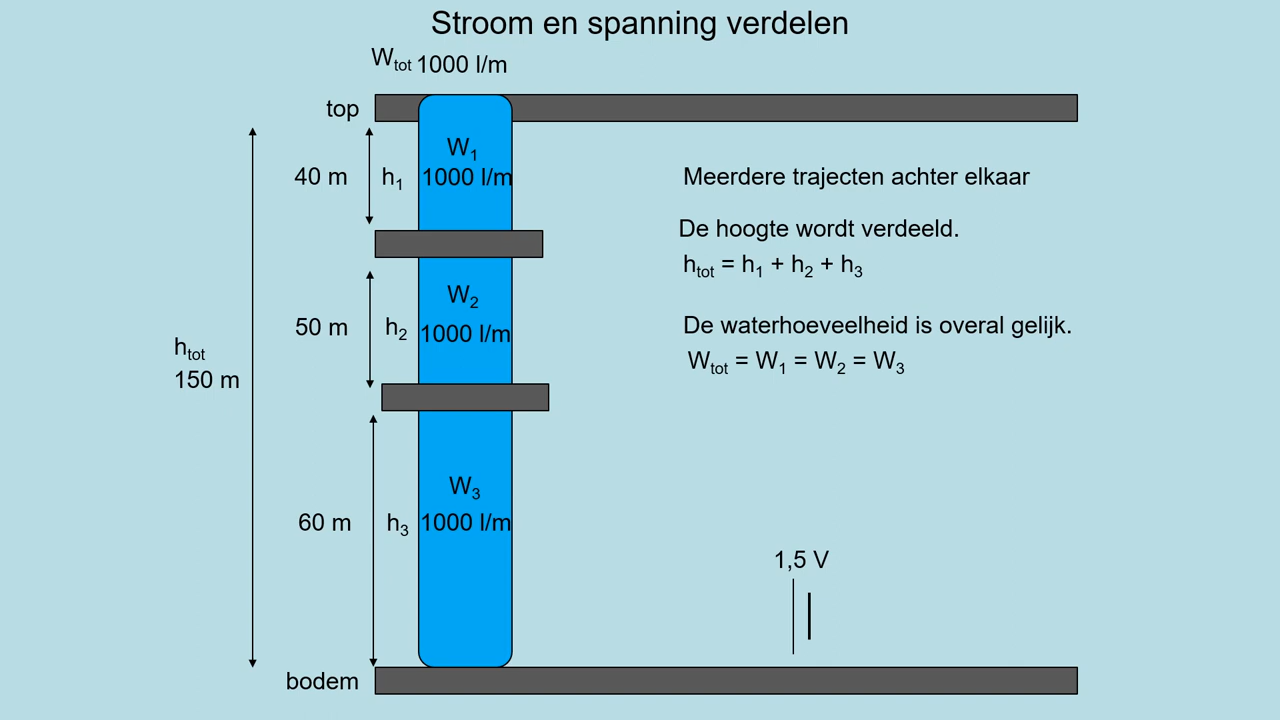 Stroom en spanning verdelen
Wtot 1000 l/m
top
W1
40 m h1 1000 l/m
Meerdere trajecten achter elkaar
De hoogte wordt verdeeld.
htot = h1 + h2 + h3
W2
50 m h2 1000 l/m
De waterhoeveelheid is overal gelijk.
Wtot = W1 = W2 = W3
htot
150 m
W3
60 m h3 1000 l/m
1,5 V
bodem